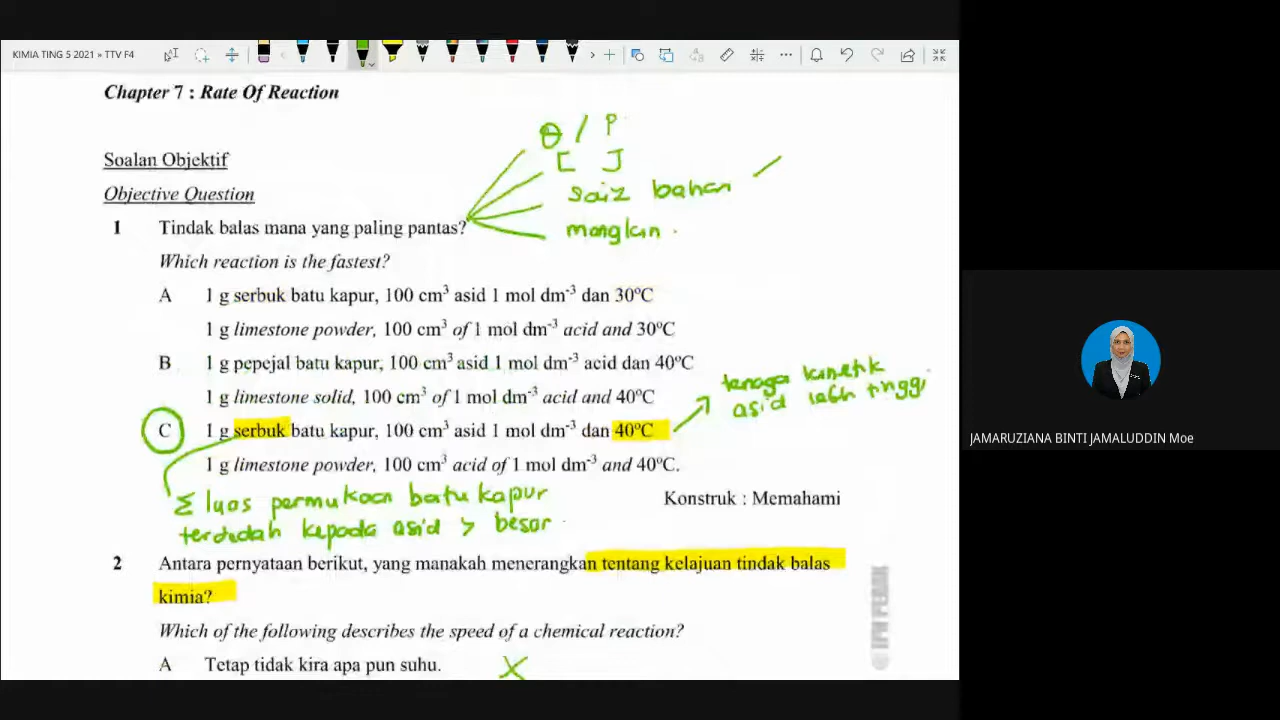 KIMIA TING 5 2021 » TTV F4
Chapter 7 : Rate Of Reaction
θ / P
[ ]
Soalan Objektif
saiz bahan /
Objective Question
1 Tindak balas mana yang paling pantas?
mangkin
Which reaction is the fastest?
A 1 g serbuk batu kapur, 100 cm³ asid 1 mol dm⁻³ dan 30ºC
1 g limestone powder, 100 cm³ of 1 mol dm⁻³ acid and 30ºC
B 1 g pepejal batu kapur, 100 cm³ asid 1 mol dm⁻³ acid dan 40ºC
1 g limestone solid, 100 cm³ of 1 mol dm⁻³ acid and 40ºC
tenaga kinetik
asid lebih tinggi
C 1 g serbuk batu kapur, 100 cm³ asid 1 mol dm⁻³ dan 40ºC
1 g limestone powder, 100 cm³ acid of 1 mol dm⁻³ and 40ºC.
Σ luas permukaan batu kapur
terdedah kepada asid > besar
Konstruk : Memahami
2 Antara pernyataan berikut, yang manakah menerangkan tentang kelajuan tindak balas
kimia?
Which of the following describes the speed of a chemical reaction?
A Tetap tidak kira apa pun suhu. X
JAMARUZIANA BINTI JAMALUDDIN Moe